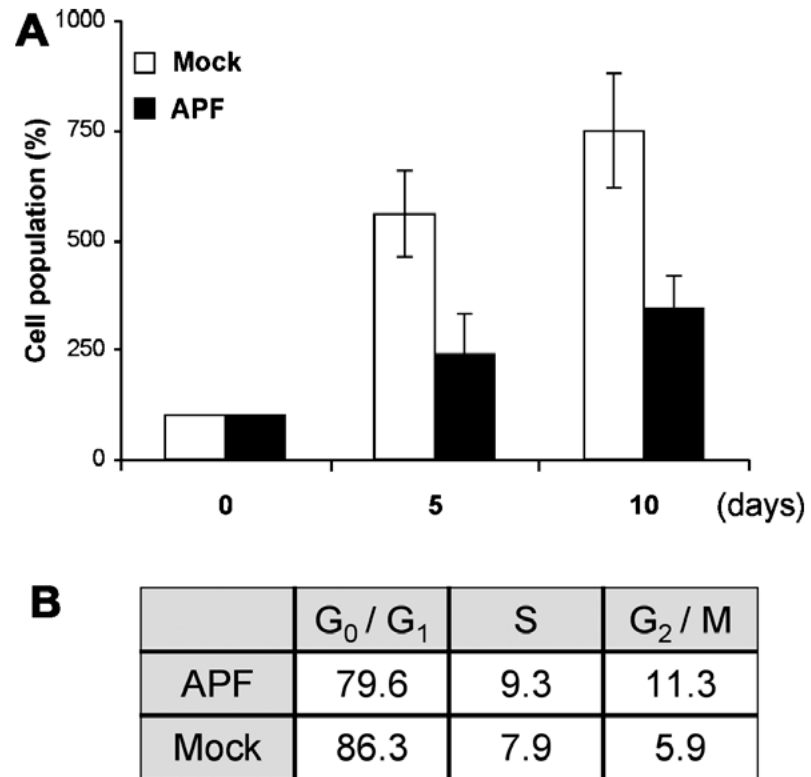 A
1000
750
500
250
0
Cell population (%)
Mock
APF
0 5 10 (days)
B
G₀ / G₁ S G₂ / M
APF 79.6 9.3 11.3
Mock 86.3 7.9 5.9